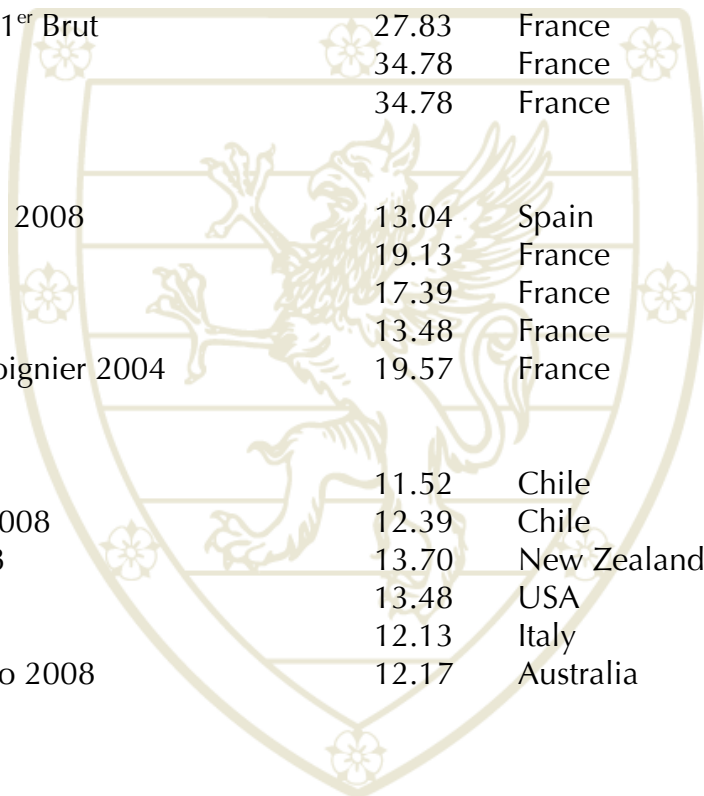 1er Brut 27.83 France
34.78 France
34.78 France
2008 13.04 Spain
19.13 France
17.39 France
13.48 France
oignier 2004 19.57 France
11.52 Chile
008 12.39 Chile
13.70 New Zealand
13.48 USA
12.13 Italy
o 2008 12.17 Australia